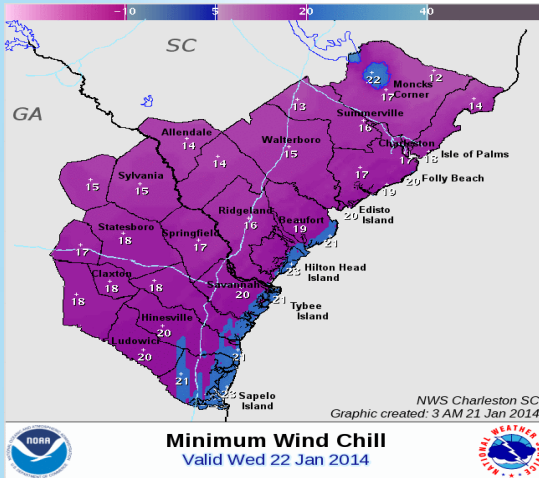 -10 5 20 40
SC
GA
22
Moncks
Corner
12
17
14
13
Summerville
16
Allendale
14
Walterboro
15
Charleston
17
18
Isle of Palms
14
17
20
Folly Beach
19
Sylvania
15
15
Edisto
Island
20
Ridgeland
16
Beaufort
19
21
Statesboro
18
Springfield
17
17
23
Hilton Head
Island
Claxton
18
18
18
Savannah
20
21
Tybee
Island
Hinesville
20
Ludowici
20
21
21
23
Sapelo
Island
NWS Charleston SC
Graphic created: 3 AM 21 Jan 2014
NOAA
Minimum Wind Chill
Valid Wed 22 Jan 2014
NATIONAL WEATHER SERVICE